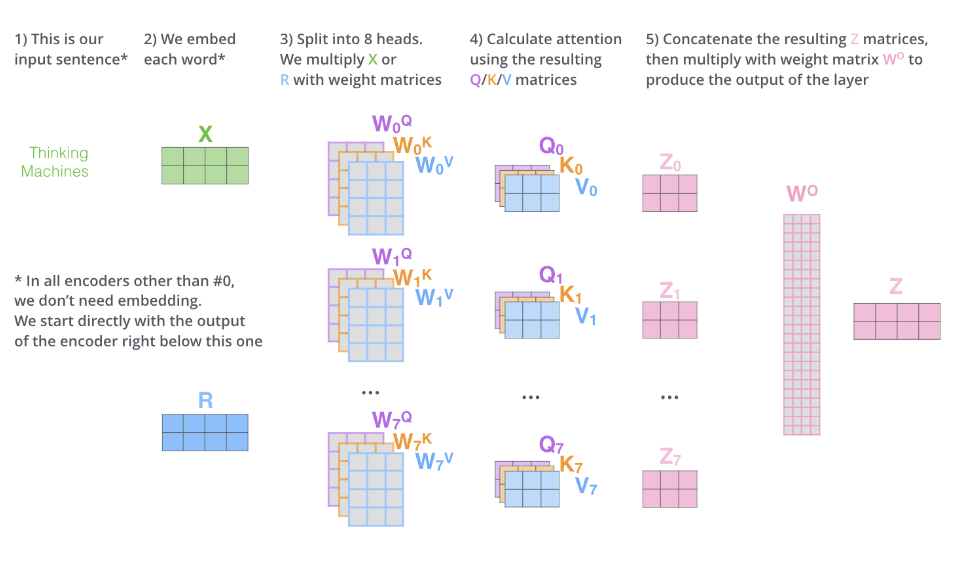 1) This is our
input sentence*
2) We embed
each word*
3) Split into 8 heads.
We multiply X or
R with weight matrices
4) Calculate attention
using the resulting
Q/K/V matrices
5) Concatenate the resulting Z matrices,
then multiply with weight matrix Wᴼ to
produce the output of the layer
Thinking
Machines
X
W₀Q
W₀K
W₀V
Q₀
K₀
V₀
Z₀
Wᴼ
* In all encoders other than #0,
we don’t need embedding.
We start directly with the output
of the encoder right below this one
W₁Q
W₁K
W₁V
Q₁
K₁
V₁
Z₁
Z
...
...
...
R
W₇Q
W₇K
W₇V
Q₇
K₇
V₇
Z₇